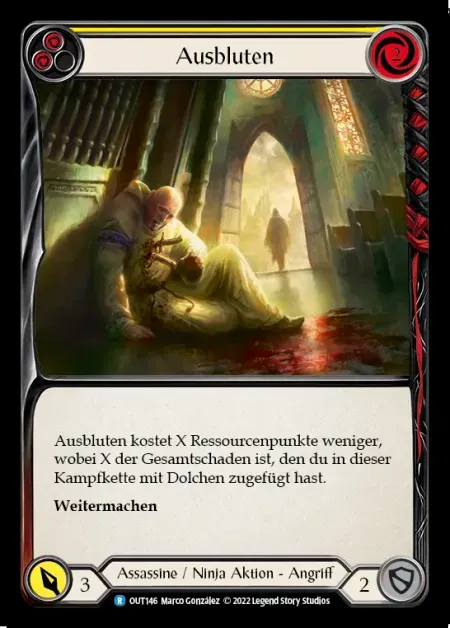 Ausbluten
2
Ausbluten kostet X Ressourcenpunkte weniger,
wobei X der Gesamtschaden ist, den du in dieser
Kampfkette mit Dolchen zugefügt hast.
Weitermachen
3
Assassine / Ninja Aktion - Angriff
2
R OUT146 Marco González © 2022 Legend Story Studios